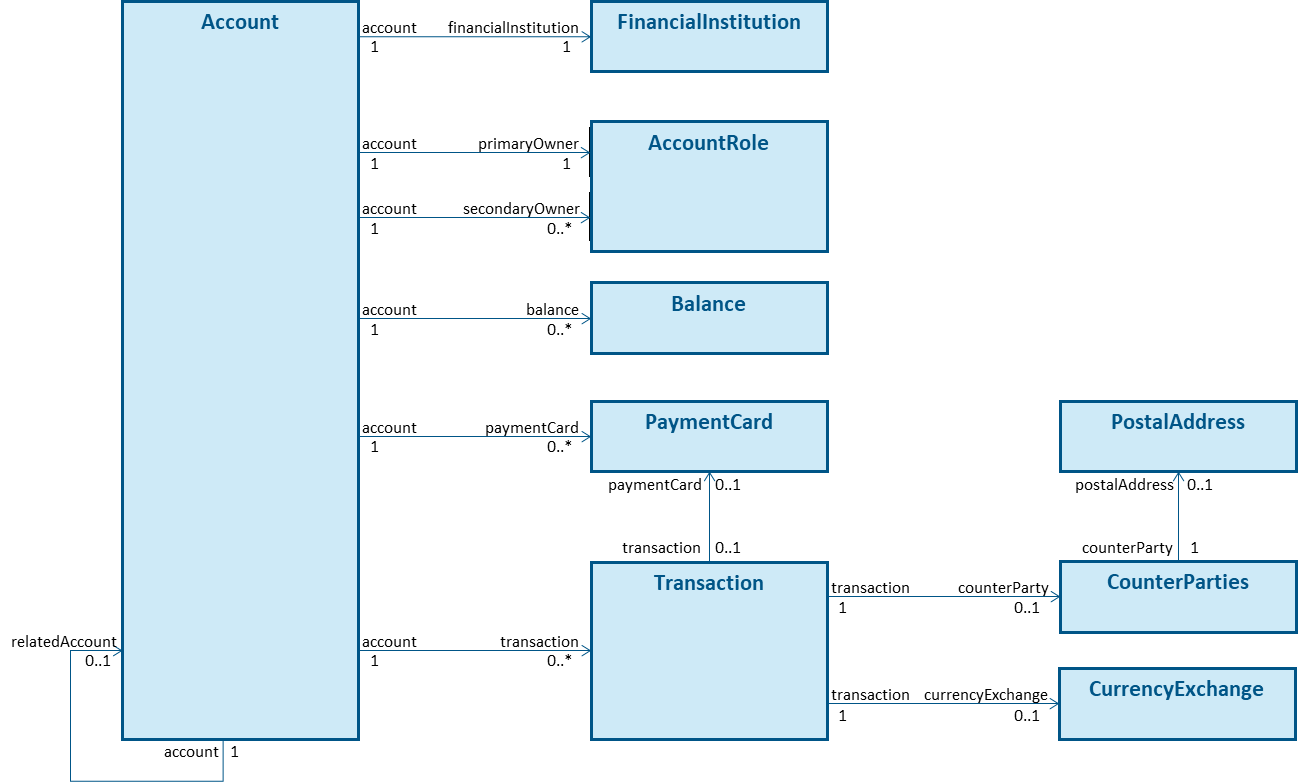 Account
account financialInstitution
1 1
FinancialInstitution
account primaryOwner
1 1
AccountRole
account secondaryOwner
1 0..*
account balance
1 0..*
Balance
account paymentCard
1 0..*
PaymentCard
PostalAddress
paymentCard 0..1
postalAddress 0..1
transaction 0..1
counterParty 1
Transaction
transaction counterParty
1 0..1
CounterParties
relatedAccount
0..1
account transaction
1 0..*
transaction currencyExchange
1 0..1
CurrencyExchange
account 1